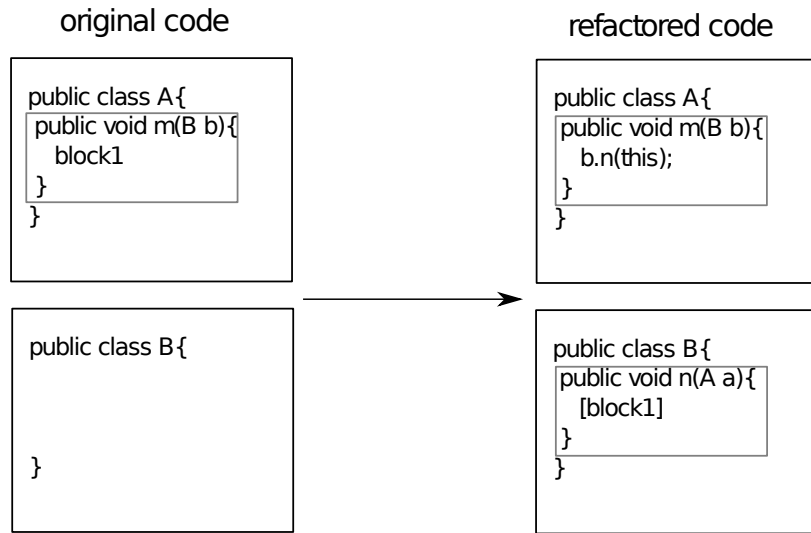 original code
public class A{
public void m(B b){
block1
}
}
public class B{
}
refactored code
public class A{
public void m(B b){
b.n(this);
}
}
public class B{
public void n(A a){
[block1]
}
}